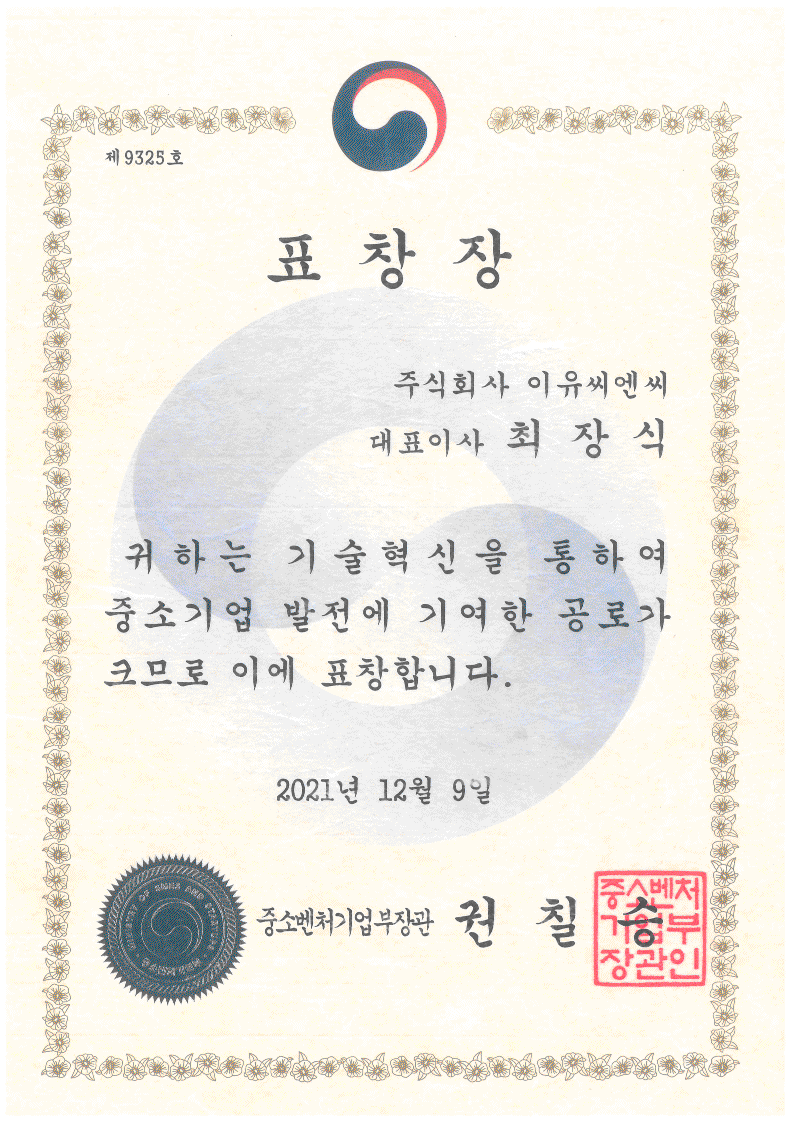 제9325호
표창장
주식회사 이유씨엔씨
대표이사 최장식
귀하는 기술혁신을 통하여
중소기업 발전에 기여한 공로가
크므로 이에 표창합니다.
2021년 12월 9일
중소벤처기업부장관 권칠승
중소벤처
기업부
장관인